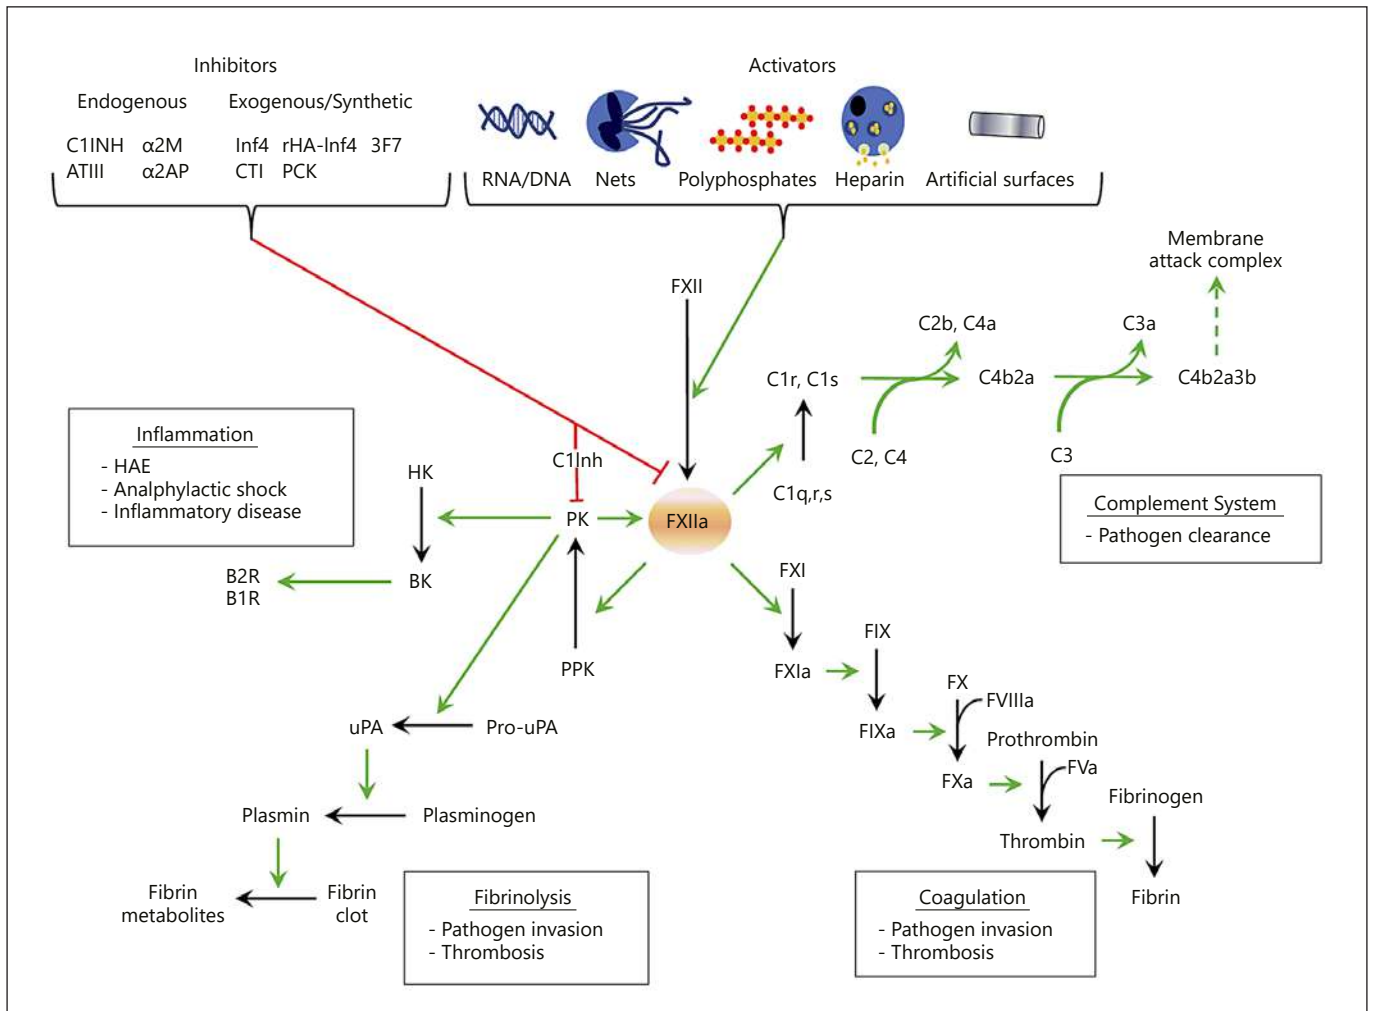 Inhibitors
Endogenous Exogenous/Synthetic
C1INH α2M Inf4 rHA-Inf4 3F7
ATIII α2AP CTI PCK
Activators
RNA/DNA Nets Polyphosphates Heparin Artificial surfaces
Membrane
attack complex
FXII
C2b, C4a
C3a
C1r, C1s
C4b2a
C4b2a3b
C2, C4
C3
C1q,r,s
Complement System
- Pathogen clearance
Inflammation
- HAE
- Analphylactic shock
- Inflammatory disease
C1Inh
HK
PK
FXIIa
BK
B2R
B1R
PPK
uPA
Pro-uPA
Plasmin
Plasminogen
Fibrin
metabolites
Fibrin
clot
Fibrinolysis
- Pathogen invasion
- Thrombosis
FXI
FXIa
FIX
FIXa
FX
FVIIIa
FXa
Prothrombin
FVa
Thrombin
Fibrinogen
Fibrin
Coagulation
- Pathogen invasion
- Thrombosis